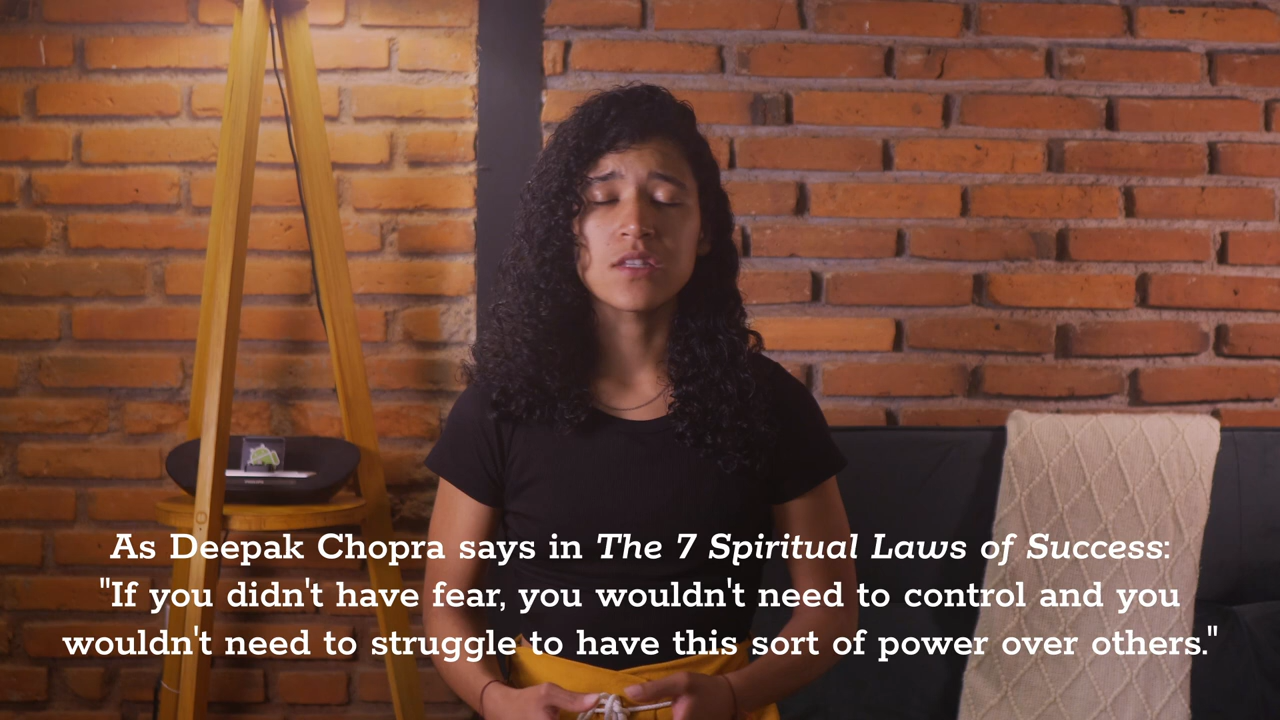 As Deepak Chopra says in The 7 Spiritual Laws of Success:
"If you didn't have fear, you wouldn't need to control and you
wouldn't need to struggle to have this sort of power over others."